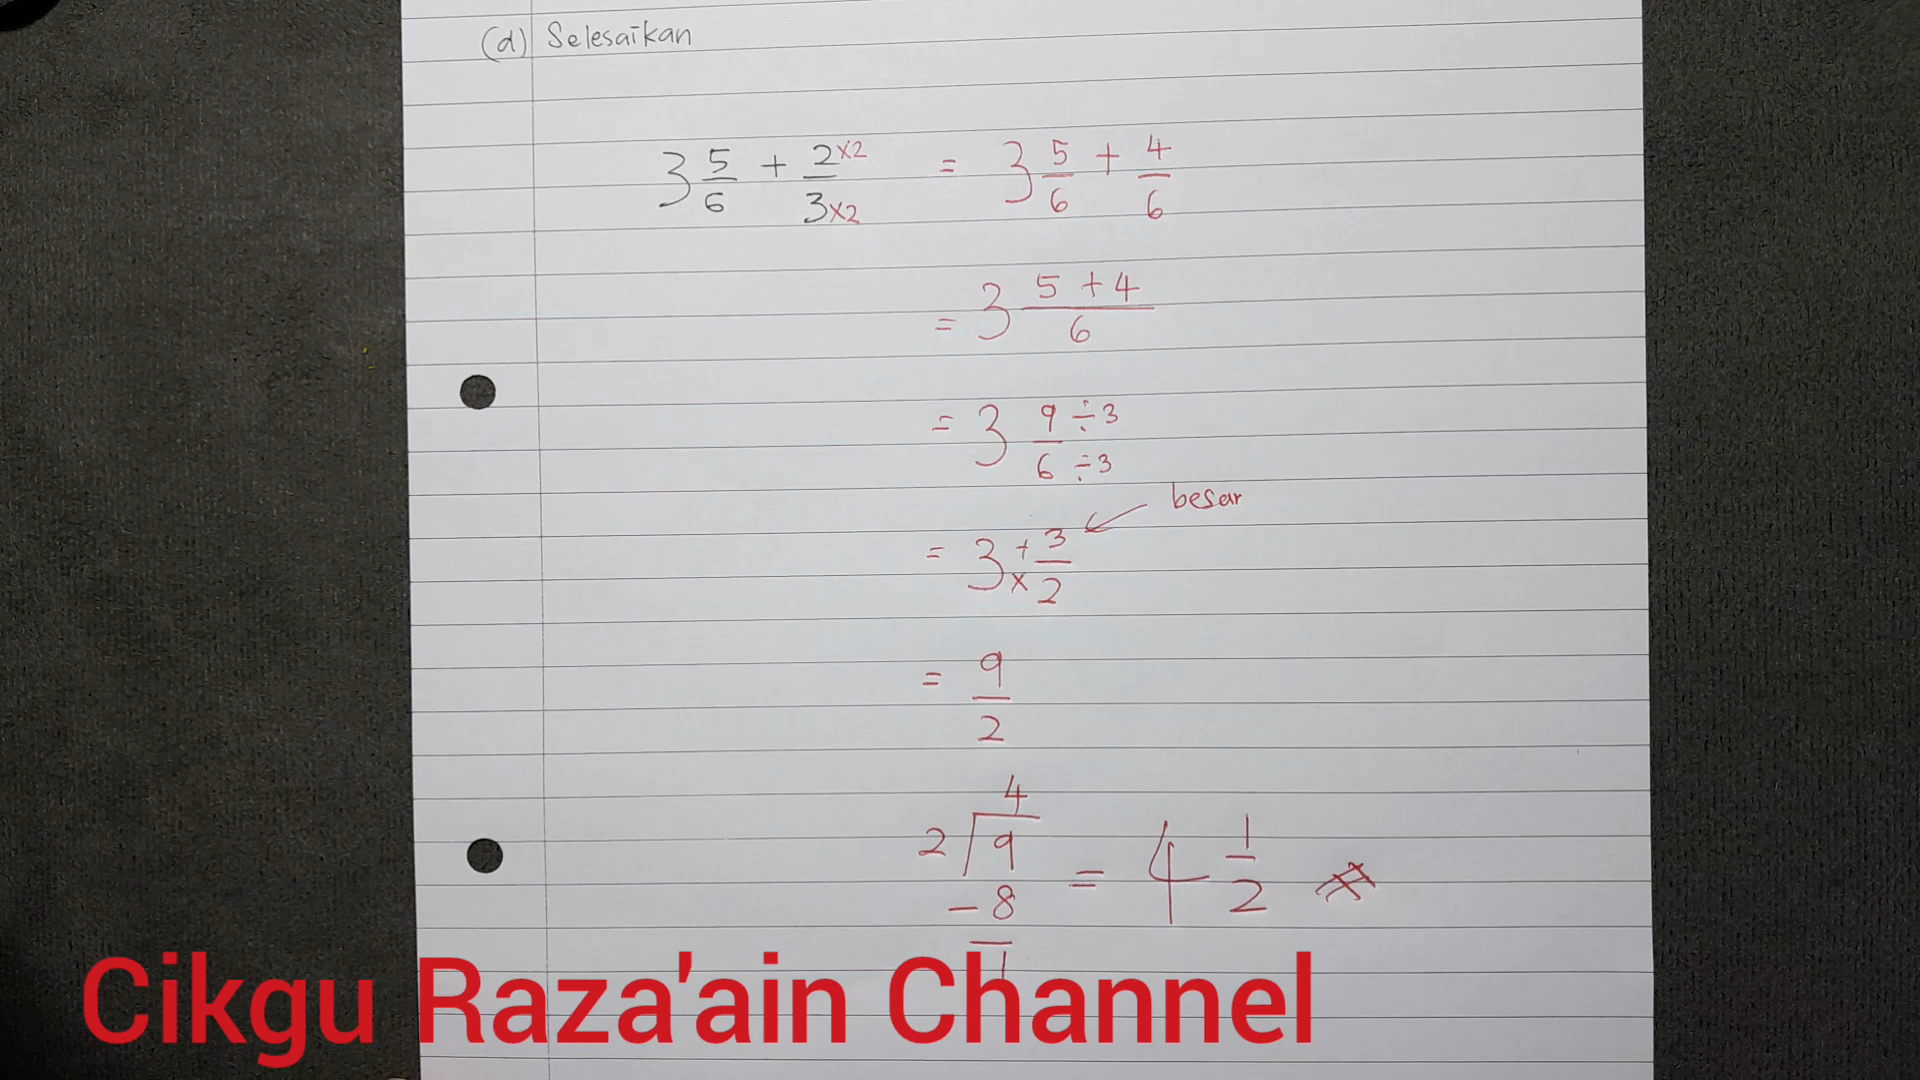 (d) Selesaikan
3 5/6 + 2×2/3×2 = 3 5/6 + 4/6
= 3 (5 + 4)/6
= 3 9÷3/6÷3
besar
= 3 + × 3/2
= 9/2
4
2 9 = 4 1/2
- 8
1
Cikgu Raza'ain Channel